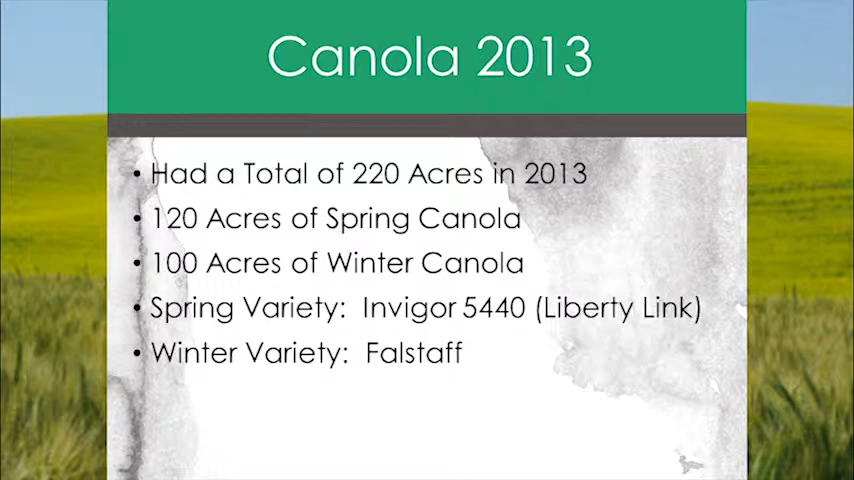 Canola 2013
• Had a Total of 220 Acres in 2013
• 120 Acres of Spring Canola
• 100 Acres of Winter Canola
• Spring Variety:  Invigor 5440 (Liberty Link)
• Winter Variety:  Falstaff